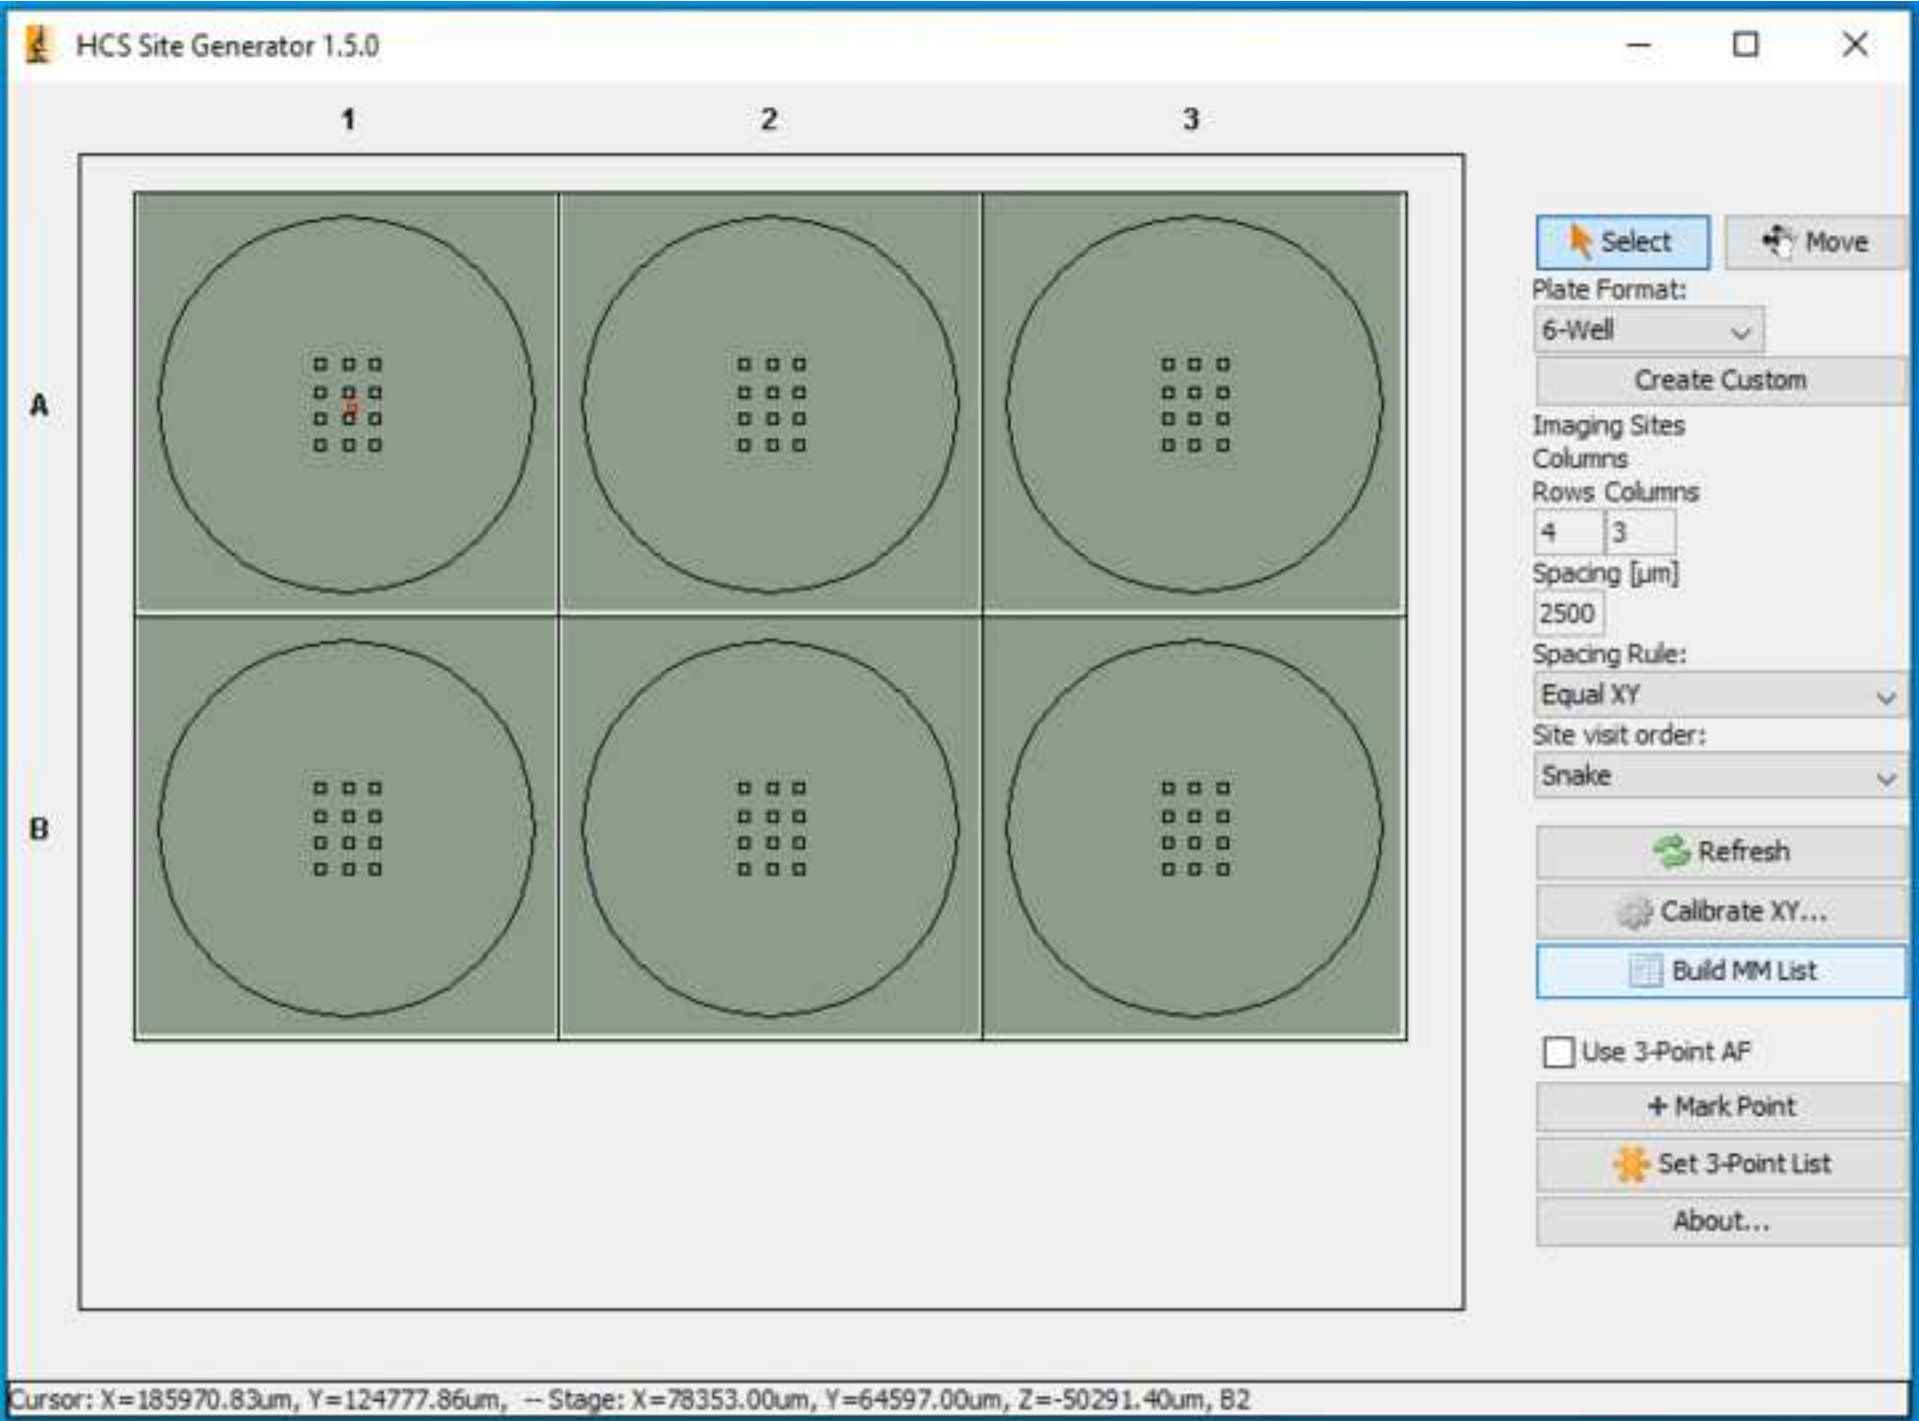 HCS Site Generator 1.5.0
1 2 3
A
B
Select Move
Plate Format:
6-Well
Create Custom
Imaging Sites
Columns
Rows Columns
4 3
Spacing [µm]
2500
Spacing Rule:
Equal XY
Site visit order:
Snake
Refresh
Calibrate XY...
Build MM List
Use 3-Point AF
+ Mark Point
Set 3-Point List
About...
Cursor: X=185970.83um, Y=124777.86um, -- Stage: X=78353.00um, Y=64597.00um, Z=-50291.40um, B2